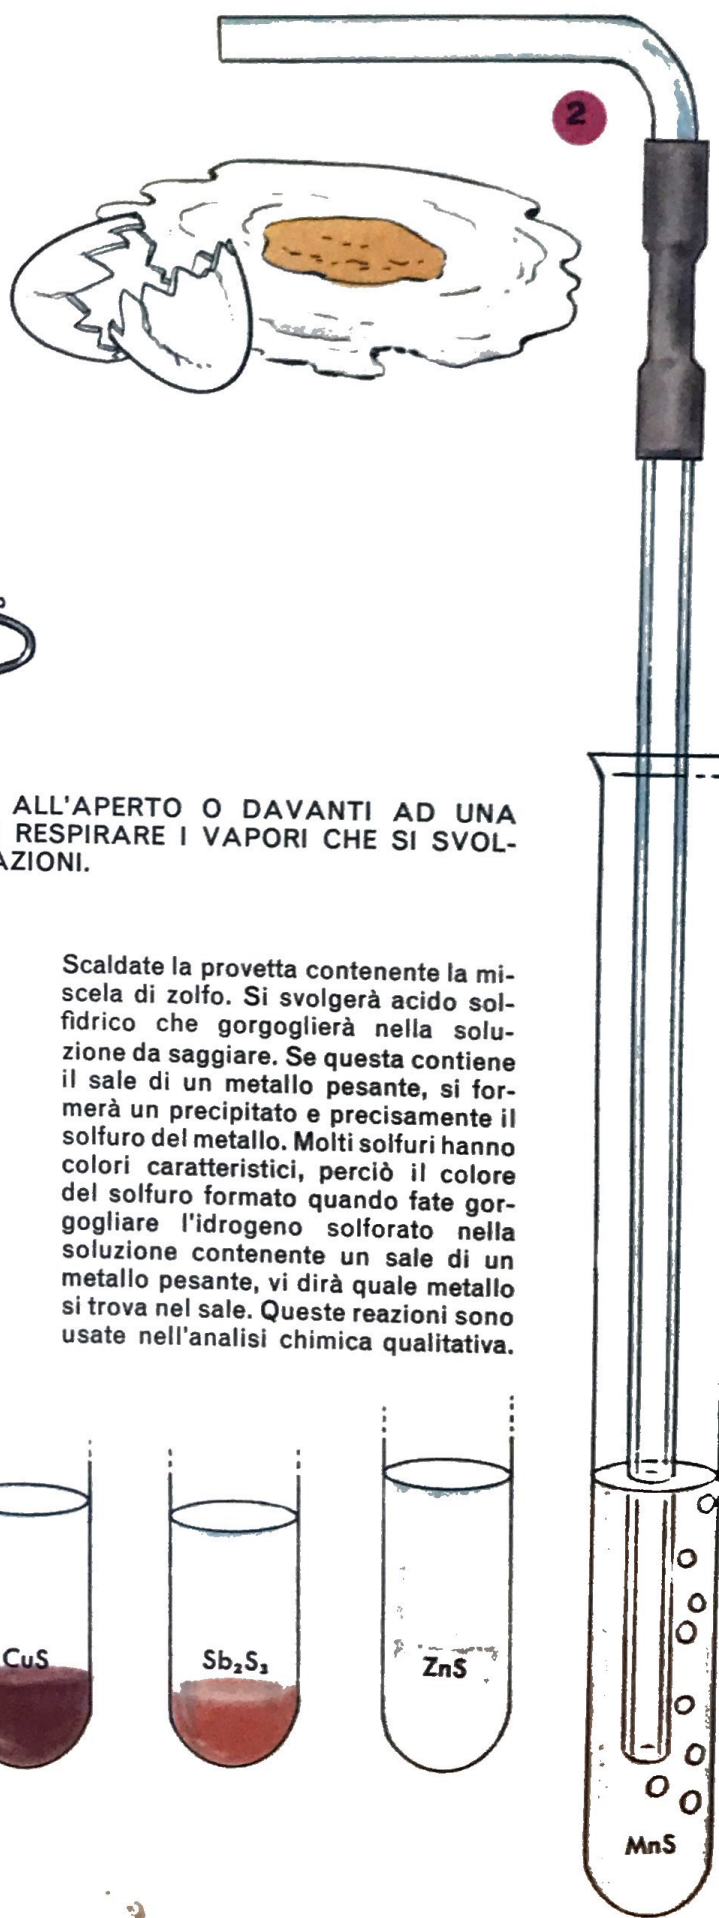 2
ALL'APERTO O DAVANTI AD UNA
RESPIRARE I VAPORI CHE SI SVOL-
AZIONI.
Scaldate la provetta contenente la mi-
scela di zolfo. Si svolgerà acido sol-
fidrico che gorgoglierà nella solu-
zione da saggiare. Se questa contiene
il sale di un metallo pesante, si for-
merà un precipitato e precisamente il
solfuro del metallo. Molti solfuri hanno
colori caratteristici, perciò il colore
del solfuro formato quando fate gor-
gogliare l'idrogeno solforato nella
soluzione contenente un sale di un
metallo pesante, vi dirà quale metallo
si trova nel sale. Queste reazioni sono
usate nell'analisi chimica qualitativa.
CuS
Sb₂S₃
ZnS
MnS